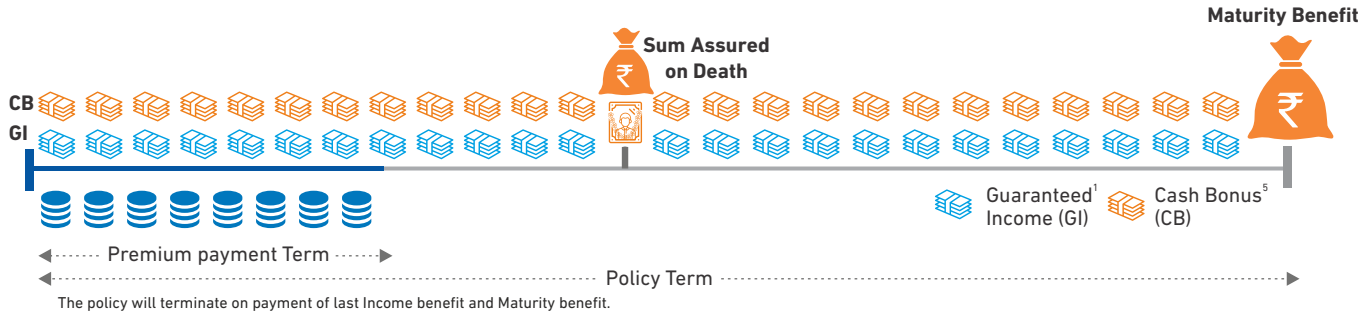 Maturity Benefit
Sum Assured
on Death
₹
₹
CB
GI
Guaranteed¹
Income (GI)
Cash Bonus⁵
(CB)
Premium payment Term
Policy Term
The policy will terminate on payment of last Income benefit and Maturity benefit.